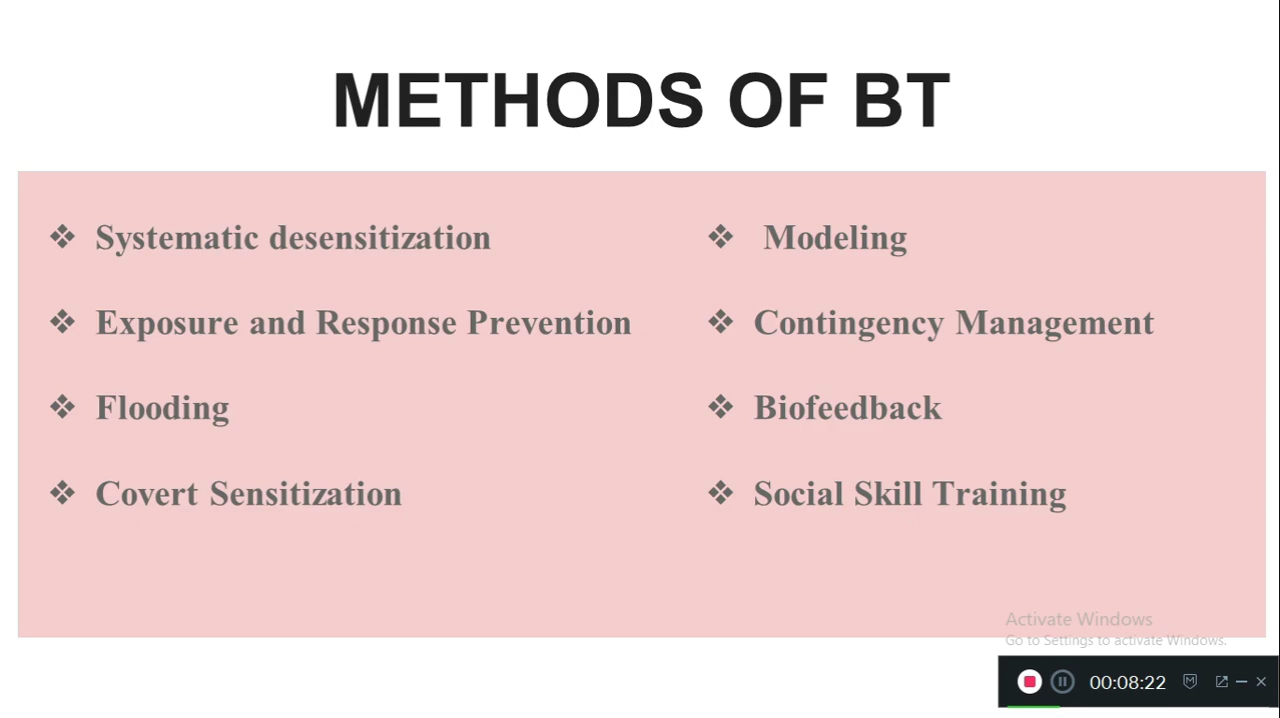 METHODS OF BT
❖ Systematic desensitization
❖ Exposure and Response Prevention
❖ Flooding
❖ Covert Sensitization
❖ Modeling
❖ Contingency Management
❖ Biofeedback
❖ Social Skill Training
Activate Windows
Go to Settings to activate Windows.
00:08:22